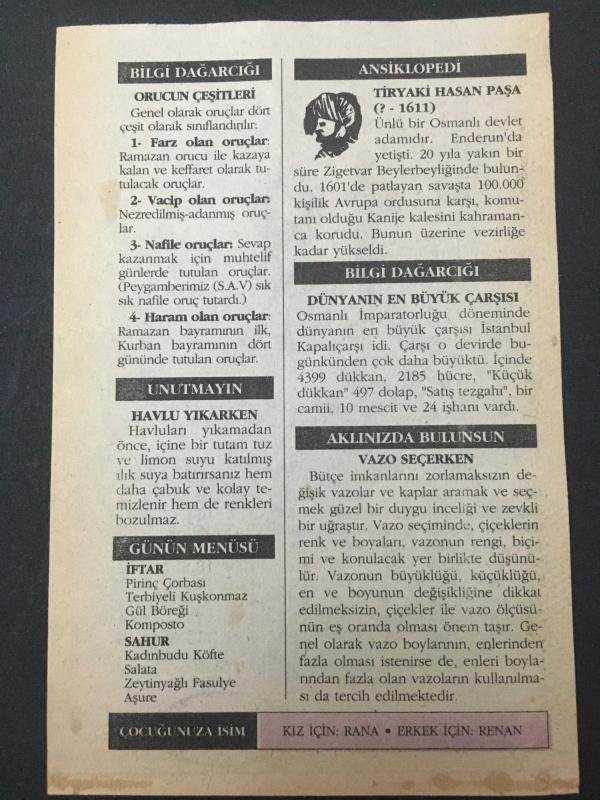 BİLGİ DAĞARCIĞI
ORUCUN ÇEŞİTLERİ
Genel olarak oruçlar dört
çeşit olarak sınıflandırılır:
1- Farz olan oruçlar:
Ramazan orucu ile kazaya
kalan ve keffaret olarak tu-
tulacak oruçlar.
2- Vacip olan oruçlar:
Nezredilmiş-adanmış oruç-
lar.
3- Nafile oruçlar: Sevap
kazanmak için muhtelif
günlerde tutulan oruçlar.
(Peygamberimiz (S.A.V) sık
sık nafile oruç tutardı.)
4- Haram olan oruçlar:
Ramazan bayramının ilk,
Kurban bayramının dört
gününde tutulan oruçlar.
UNUTMAYIN
HAVLU YIKARKEN
Havluları yıkamadan
önce, içine bir tutam tuz
ve limon suyu katılmış
ılık suya batırırsanız hem
daha çabuk ve kolay te-
mizlenir hem de renkleri
bozulmaz.
GÜNÜN MENÜSÜ
İFTAR
Pirinç Çorbası
Terbiyeli Kuşkonmaz
Gül Böreği
Komposto
SAHUR
Kadınbudu Köfte
Salata
Zeytinyağlı Fasulye
Aşure
ANSİKLOPEDİ
TİRYAKİ HASAN PAŞA
(? - 1611)
Ünlü bir Osmanlı devlet
adamıdır. Enderun'da
yetişti. 20 yıla yakın bir
süre Zigetvar Beylerbeyliğinde bulun-
du. 1601'de patlayan savaşta 100.000
kişilik Avrupa ordusuna karşı, komu-
tanı olduğu Kanije kalesini kahraman-
ca korudu. Bunun üzerine vezirliğe
kadar yükseldi.
BİLGİ DAĞARCIĞI
DÜNYANIN EN BÜYÜK ÇARŞISI
Osmanlı İmparatorluğu döneminde
dünyanın en büyük çarşısı İstanbul
Kapalıçarşı idi. Çarşı o devirde bu-
günkünden çok daha büyüktü. İçinde
4399 dükkan, 2185 hücre, "Küçük
dükkan" 497 dolap, "Satış tezgahı", bir
camii, 10 mescit ve 24 işhanı vardı.
AKLINIZDA BULUNSUN
VAZO SEÇERKEN
Bütçe imkanlarını zorlamaksızın de-
ğişik vazolar ve kaplar aramak ve seç-
mek güzel bir duygu inceliği ve zevkli
bir uğraştır. Vazo seçiminde, çiçeklerin
renk ve boyaları, vazonun rengi, biçi-
mi ve konulacak yer birlikte düşünü-
lür. Vazonun büyüklüğü, küçüklüğü,
en ve boyunun değişikliğine dikkat
edilmeksizin, çiçekler ile vazo ölçüsü-
nün eş oranda olması önem taşır. Ge-
nel olarak vazo boylarının, enlerinden
fazla olması istenirse de, enleri boyla-
rından fazla olan vazoların kullanılma-
sı da tercih edilmektedir.
ÇOCUĞUNUZA İSİM
KIZ İÇİN: RANA • ERKEK İÇİN: RENAN